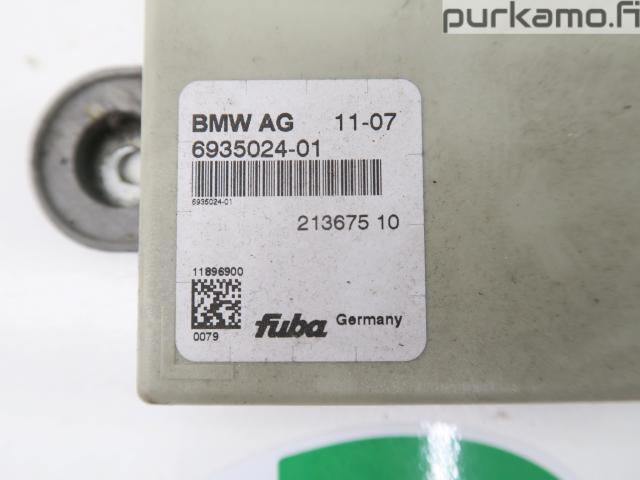 purkamo.fi
BMW AG 11-07
6935024-01
6935024-01
213675 10
11896900
0079
fuba Germany